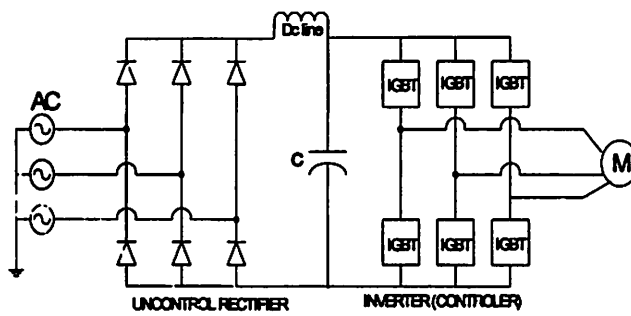 Dc line
IGBT IGBT IGBT
AC
C
M
IGBT IGBT IGBT
UNCONTROL RECTIFIER
INVERTER (CONTROLER)